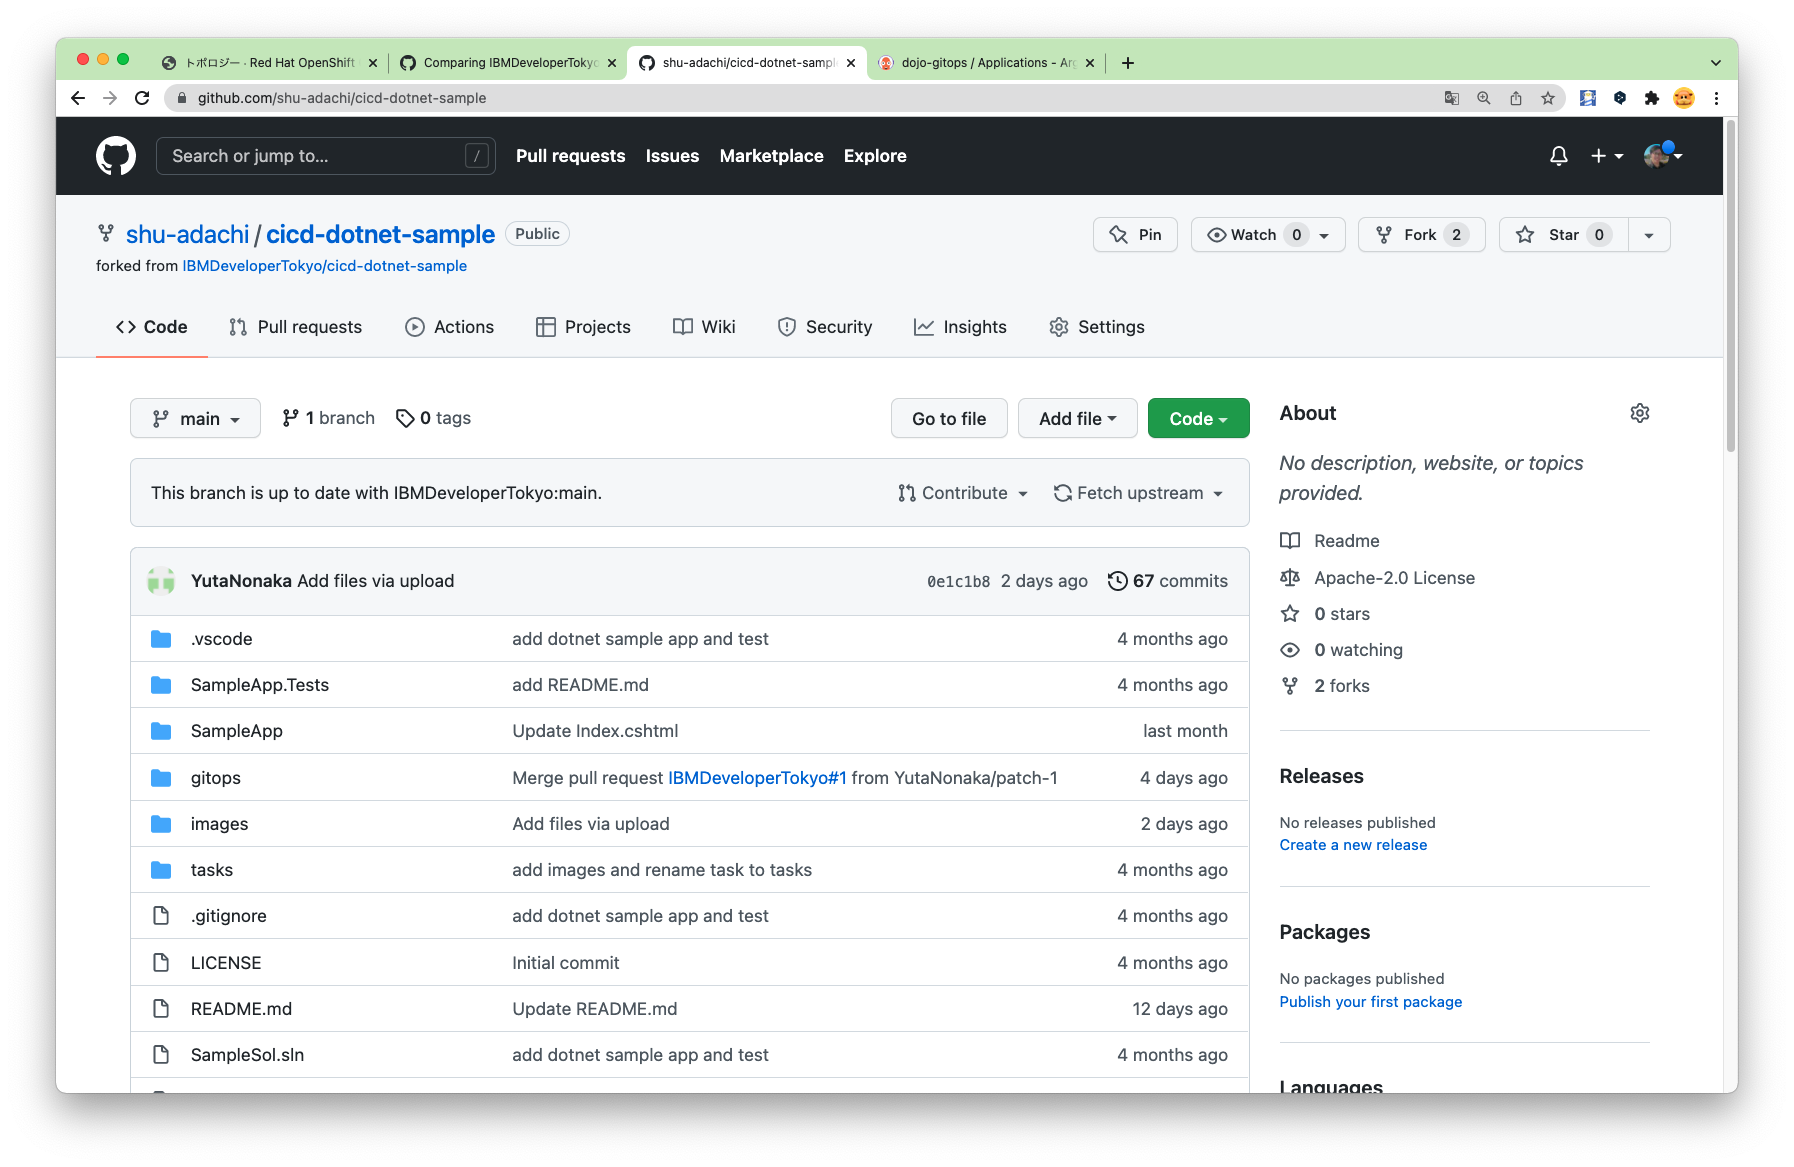 トポロジー · Red Hat OpenShift
Comparing IBMDeveloperTokyo
shu-adachi/cicd-dotnet-sample
dojo-gitops / Applications - Arg
github.com/shu-adachi/cicd-dotnet-sample
Search or jump to... /
Pull requests Issues Marketplace Explore
shu-adachi / cicd-dotnet-sample Public
Pin
Watch 0
Fork 2
Star 0
forked from IBMDeveloperTokyo/cicd-dotnet-sample
Code Pull requests Actions Projects Wiki Security Insights Settings
main 1 branch 0 tags
Go to file Add file Code
This branch is up to date with IBMDeveloperTokyo:main.
Contribute Fetch upstream
YutaNonaka Add files via upload 0e1c1b8 2 days ago 67 commits
.vscode add dotnet sample app and test 4 months ago
SampleApp.Tests add README.md 4 months ago
SampleApp Update Index.cshtml last month
gitops Merge pull request IBMDeveloperTokyo#1 from YutaNonaka/patch-1 4 days ago
images Add files via upload 2 days ago
tasks add images and rename task to tasks 4 months ago
.gitignore add dotnet sample app and test 4 months ago
LICENSE Initial commit 4 months ago
README.md Update README.md 12 days ago
SampleSol.sln add dotnet sample app and test 4 months ago
About
No description, website, or topics
provided.
Readme
Apache-2.0 License
0 stars
0 watching
2 forks
Releases
No releases published
Create a new release
Packages
No packages published
Publish your first package
Languages